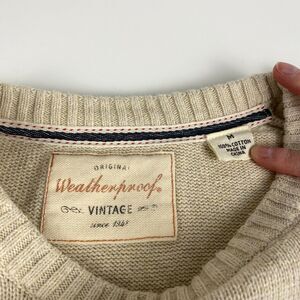 ORIGINAL
Weatherproof®
VINTAGE
since 1948
M
100% COTTON
MADE IN
CHINA